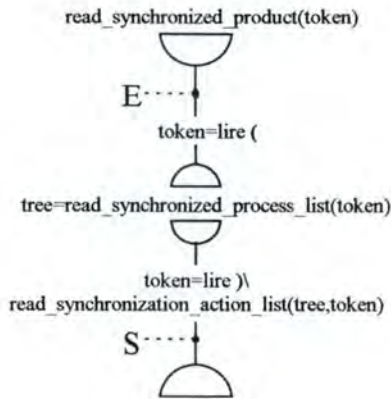 read_synchronized_product(token)
E
token=lire (
tree=read_synchronized_process_list(token)
token=lire )\
read_synchronization_action_list(tree,token)
S